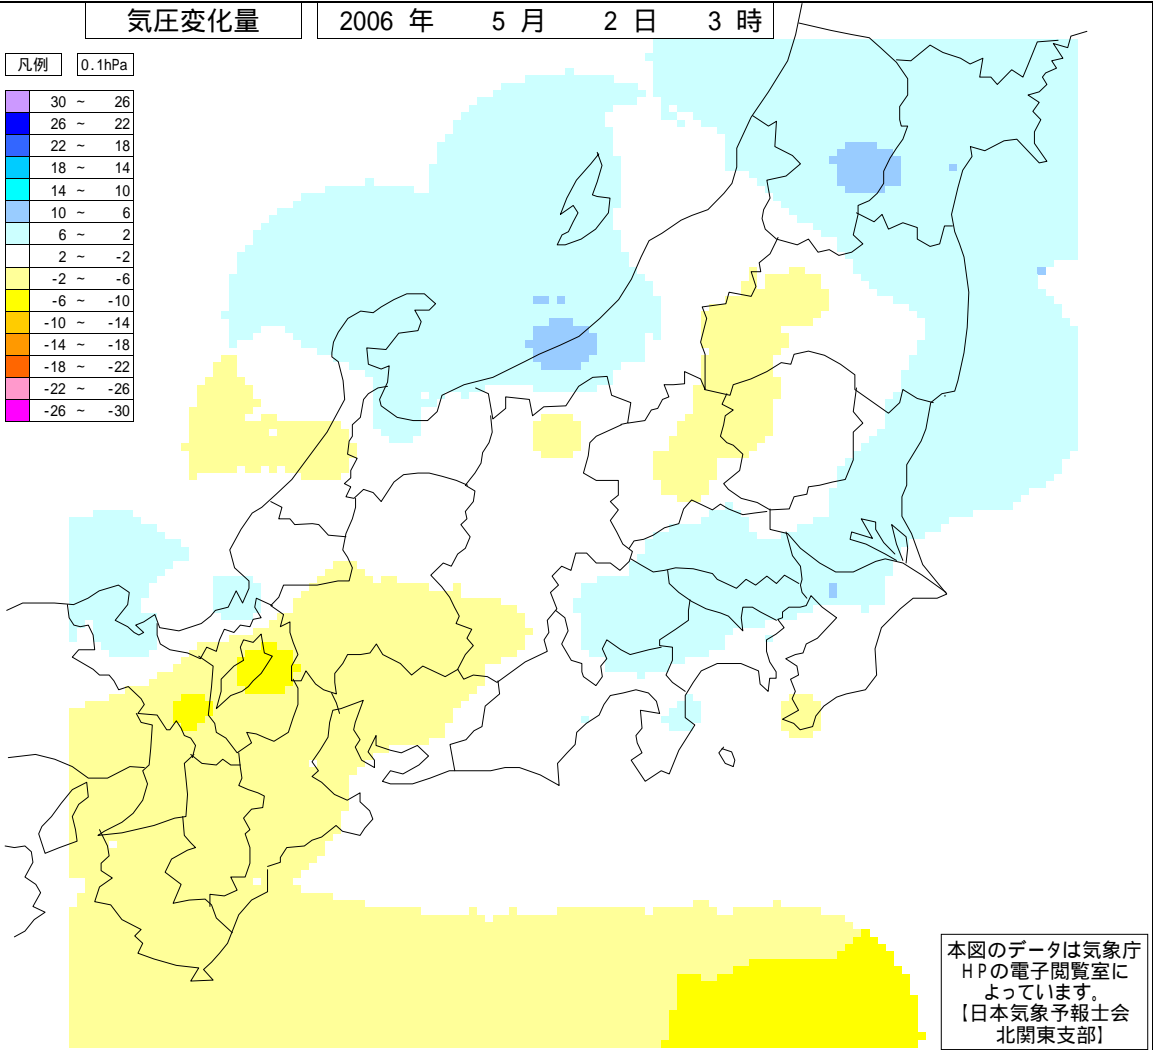 気圧変化量
2006 年 5 月 2 日 3 時
凡例 0.1hPa
30 ~ 26
26 ~ 22
22 ~ 18
18 ~ 14
14 ~ 10
10 ~ 6
6 ~ 2
2 ~ -2
-2 ~ -6
-6 ~ -10
-10 ~ -14
-14 ~ -18
-18 ~ -22
-22 ~ -26
-26 ~ -30
本図のデータは気象庁
HPの電子閲覧室に
よっています。
【日本気象予報士会
北関東支部】